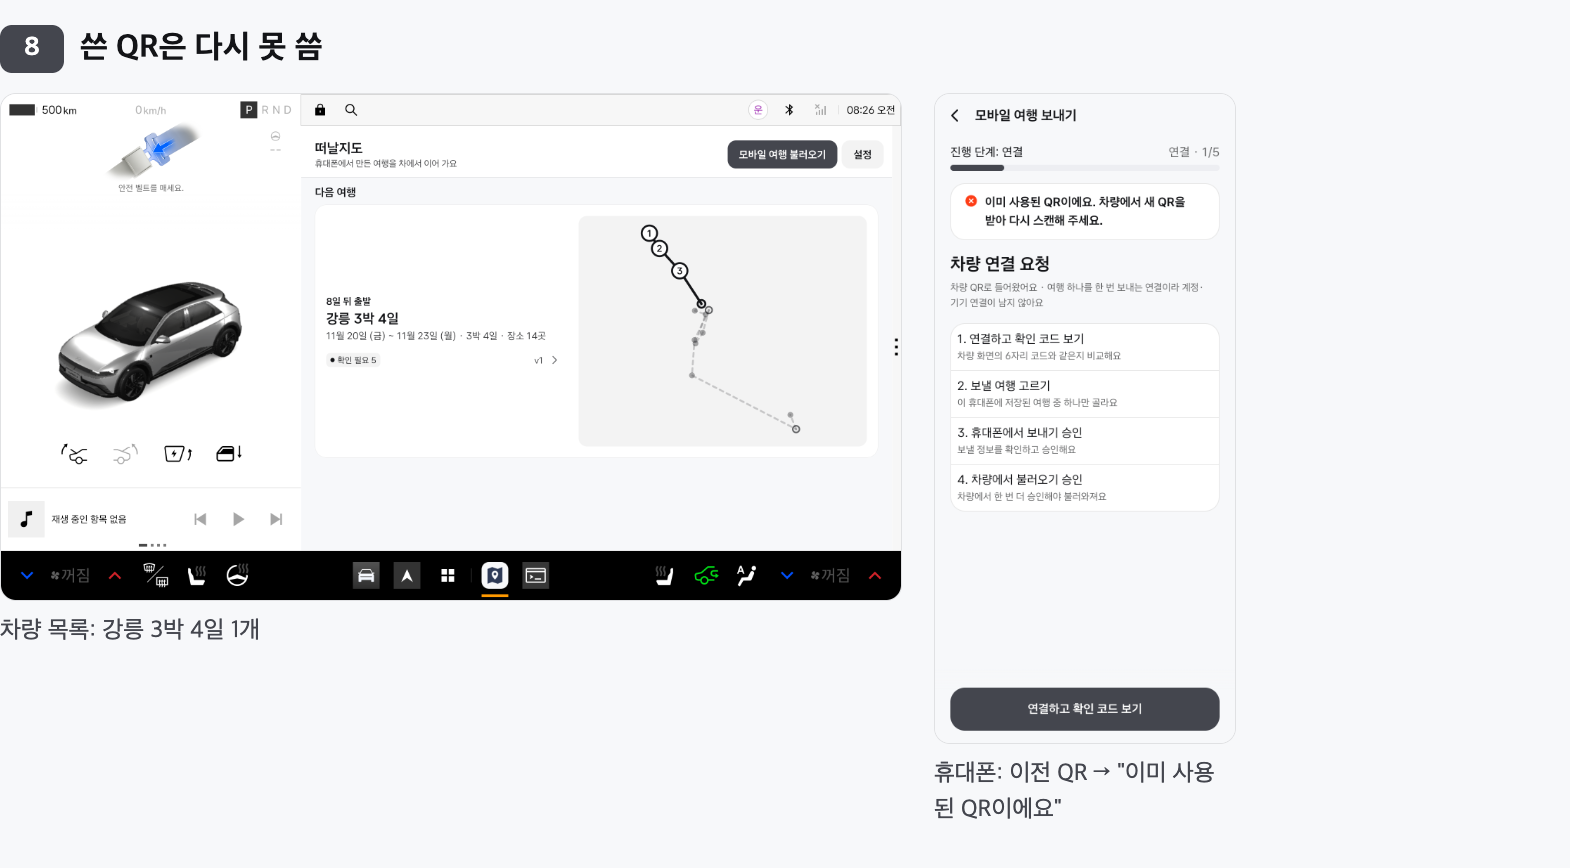 8 쓴 QR은 다시 못 씀
500km
0km/h
P R N D
--
안전 벨트를 매세요.
재생 중인 항목 없음
운
08:26 오전
떠날지도
휴대폰에서 만든 여행을 차에서 이어 가요
모바일 여행 불러오기
설정
다음 여행
8일 뒤 출발
강릉 3박 4일
11월 20일 (금) ~ 11월 23일 (월) · 3박 4일 · 장소 14곳
확인 필요 5
v1
1
2
3
꺼짐
A
꺼짐
차량 목록: 강릉 3박 4일 1개
모바일 여행 보내기
진행 단계: 연결
연결 · 1/5
이미 사용된 QR이에요. 차량에서 새 QR을
받아 다시 스캔해 주세요.
차량 연결 요청
차량 QR로 들어왔어요 · 여행 하나를 한 번 보내는 연결이라 계정·
기기 연결이 남지 않아요
1. 연결하고 확인 코드 보기
차량 화면의 6자리 코드와 같은지 비교해요
2. 보낼 여행 고르기
이 휴대폰에 저장된 여행 중 하나만 골라요
3. 휴대폰에서 보내기 승인
보낼 정보를 확인하고 승인해요
4. 차량에서 불러오기 승인
차량에서 한 번 더 승인해야 불러와져요
연결하고 확인 코드 보기
휴대폰: 이전 QR → "이미 사용
된 QR이에요"